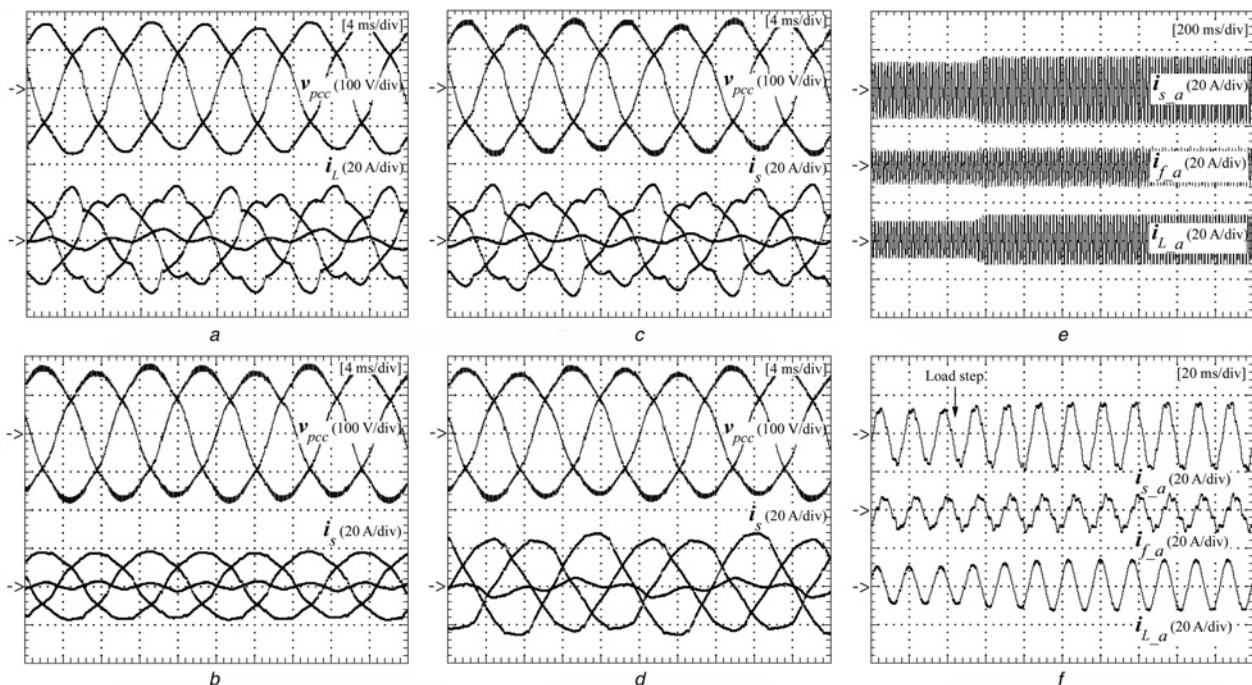 [4 ms/div]
-> v_pcc (100 V/div)
i_L (20 A/div)
->
a
[4 ms/div]
-> v_pcc (100 V/div)
i_s (20 A/div)
->
c
[200 ms/div]
-> i_s_a (20 A/div)
-> i_f_a (20 A/div)
-> i_L_a (20 A/div)
e
[4 ms/div]
-> v_pcc (100 V/div)
i_s (20 A/div)
->
b
[4 ms/div]
-> v_pcc (100 V/div)
i_s (20 A/div)
->
d
[20 ms/div]
Load step
->
i_s_a (20 A/div)
->
i_f_a (20 A/div)
->
i_L_a (20 A/div)
f